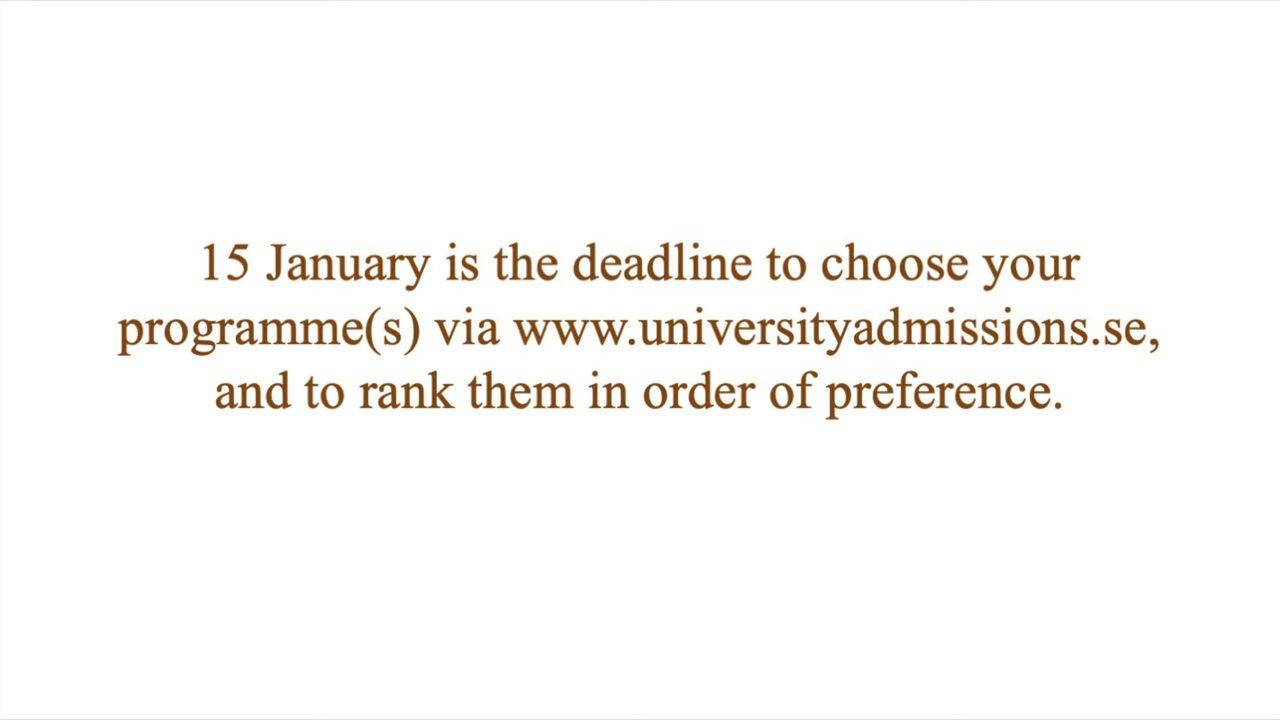 15 January is the deadline to choose your
programme(s) via www.universityadmissions.se,
and to rank them in order of preference.